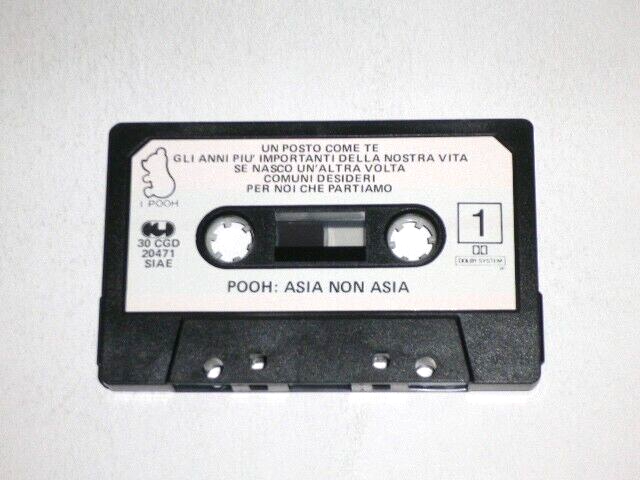 UN POSTO COME TE
GLI ANNI PIU' IMPORTANTI DELLA NOSTRA VITA
SE NASCO UN'ALTRA VOLTA
COMUNI DESIDERI
PER NOI CHE PARTIAMO
I POOH
30 CGD
20471
SIAE
1
DOLBY SYSTEM
POOH: ASIA NON ASIA